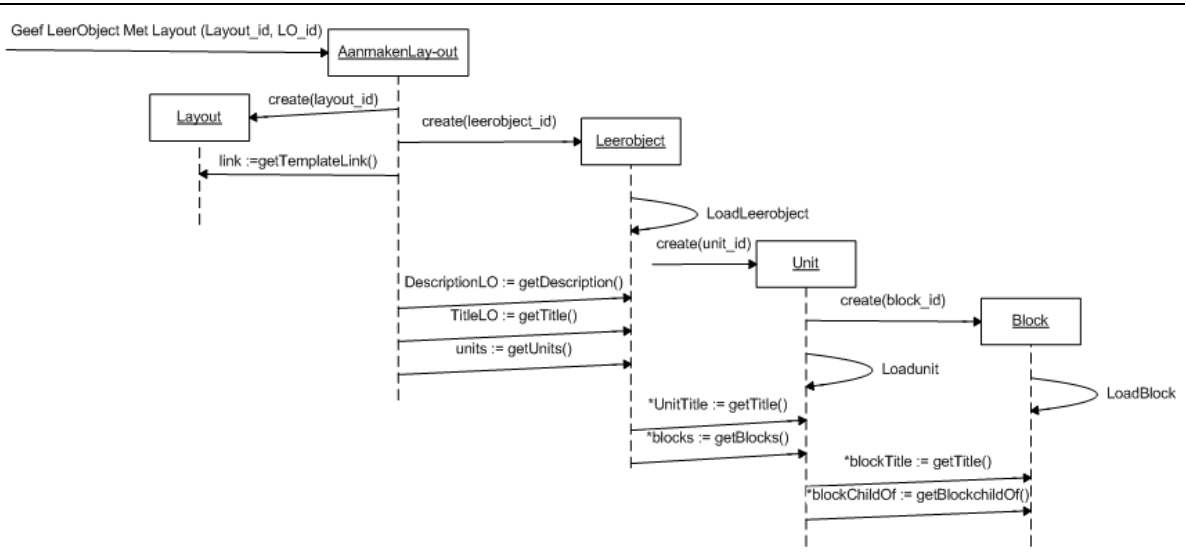 Geef LeerObject Met Layout (Layout_id, LO_id)
AanmakenLay-out
create(layout_id)
Layout
create(leerobject_id)
Leerobject
link :=getTemplateLink()
LoadLeerobject
create(unit_id)
Unit
DescriptionLO := getDescription()
create(block_id)
Block
TitleLO := getTitle()
units := getUnits()
Loadunit
LoadBlock
*UnitTitle := getTitle()
*blocks := getBlocks()
*blockTitle := getTitle()
*blockChildOf := getBlockchildOf()